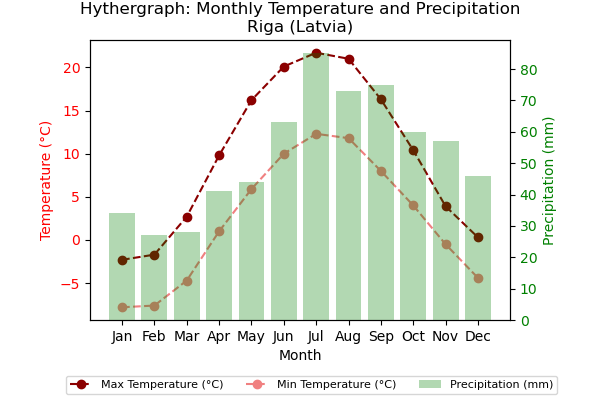 Hythergraph: Monthly Temperature and Precipitation
Riga (Latvia)
Temperature (°C)
20
15
10
5
0
−5
Precipitation (mm)
80
70
60
50
40
30
20
10
0
Jan Feb Mar Apr May Jun Jul Aug Sep Oct Nov Dec
Month
Max Temperature (°C) Min Temperature (°C) Precipitation (mm)